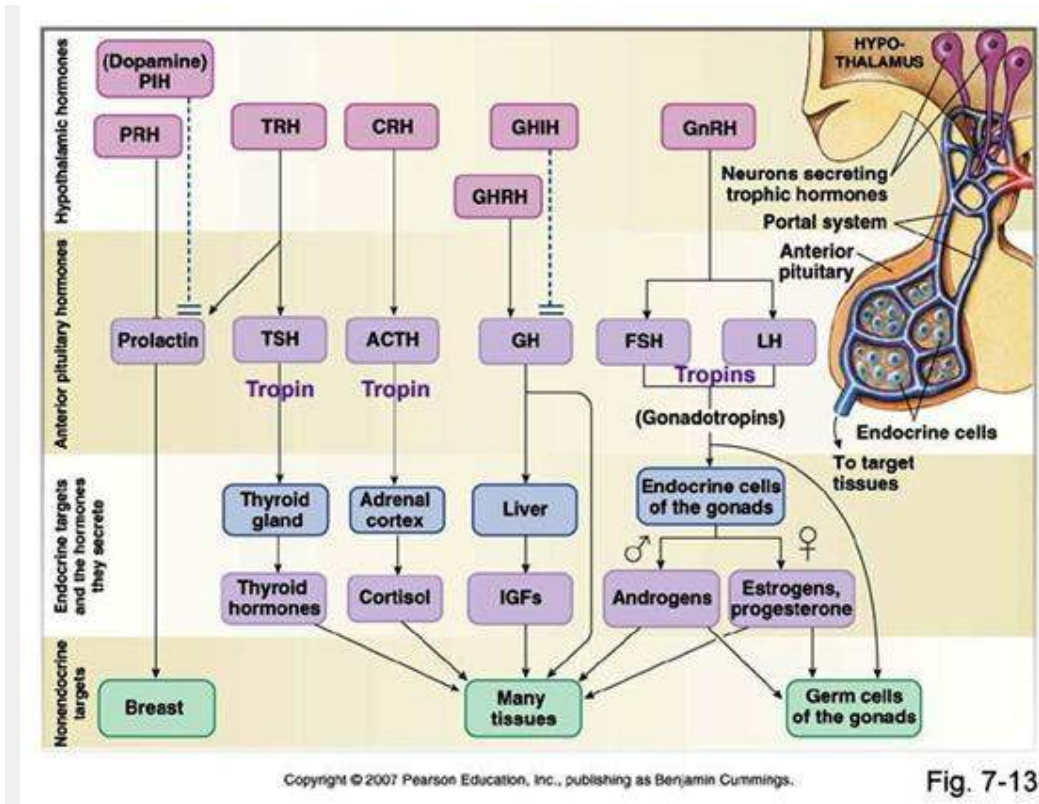 Hypothalamic hormones
(Dopamine)
PIH
PRH
TRH
CRH
GHIH
GHRH
GnRH
HYPO-
THALAMUS
Neurons secreting
trophic hormones
Portal system
Anterior
pituitary
Endocrine cells
To target
tissues
Anterior pituitary hormones
Prolactin
TSH
ACTH
GH
FSH
LH
Tropin
Tropin
Tropins
(Gonadotropins)
Endocrine targets
and the hormones
they secrete
Thyroid
gland
Adrenal
cortex
Liver
Endocrine cells
of the gonads
♂
♀
Thyroid
hormones
Cortisol
IGFs
Androgens
Estrogens,
progesterone
Nonendocrine
targets
Breast
Many
tissues
Germ cells
of the gonads
Copyright © 2007 Pearson Education, Inc., publishing as Benjamin Cummings.
Fig. 7-13